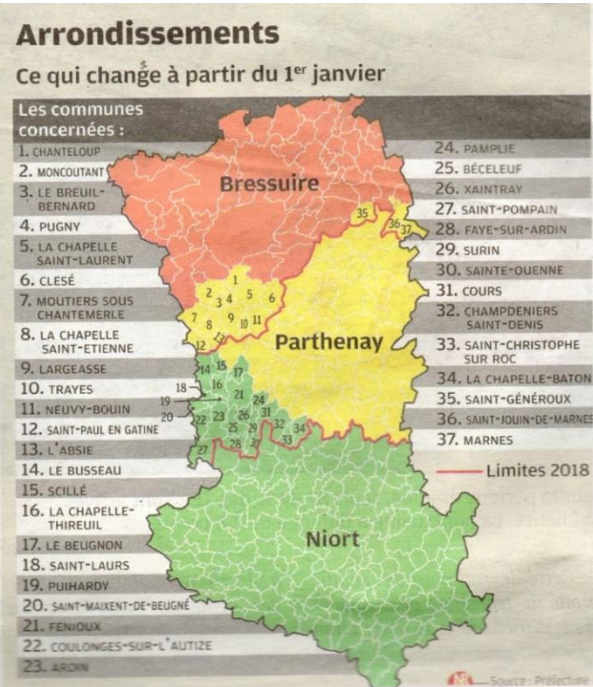 Arrondissements
Ce qui change à partir du 1er janvier
Les communes
concernées :
1. CHANTELOUP
2. MONCOUTANT
3. LE BREUIL-
BERNARD
4. PUGNY
5. LA CHAPELLE
SAINT-LAURENT
6. CLESÉ
7. MOUTIERS SOUS
CHANTEMERLE
8. LA CHAPELLE
SAINT-ETIENNE
9. LARGEASSE
10. TRAYES
11. NEUVY-BOUIN
12. SAINT-PAUL EN GATINE
13. L'ABSIE
14. LE BUSSEAU
15. SCILLÉ
16. LA CHAPELLE-
THIREUIL
17. LE BEUGNON
18. SAINT-LAURS
19. PUIHARDY
20. SAINT-MAIXENT-DE-BEUGNÉ
21. FENIOUX
22. COULONGES-SUR-L'AUTIZE
23. ARDIN
24. PAMPLIE
25. BÉCELEUF
26. XAINTRAY
27. SAINT-POMPAIN
28. FAYE-SUR-ARDIN
29. SURIN
30. SAINTE-OUENNE
31. COURS
32. CHAMPDENIERS
SAINT-DENIS
33. SAINT-CHRISTOPHE
SUR ROC
34. LA CHAPELLE-BATON
35. SAINT-GÉNÉROUX
36. SAINT-JOUIN-DE-MARNES
37. MARNES
Limites 2018
Bressuire
35
36
37
1
2
3
4
5
6
7
8
9
10
11
12
13
Parthenay
14
15
16
17
18
19
20
21
22
23
24
25
26
27
28
29
31
32
33
34
Niort
NR
Source : Préfecture